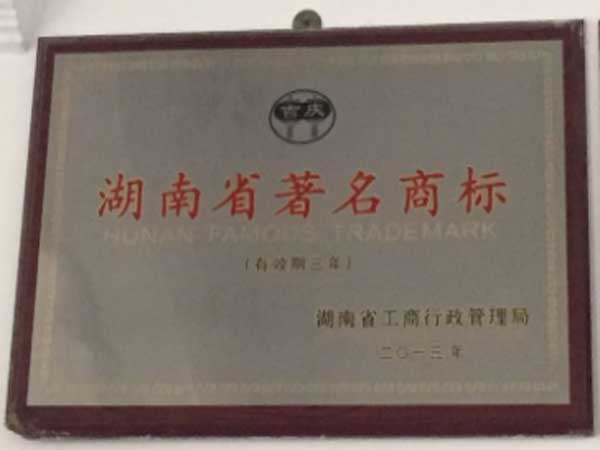 吉庆
湖南省著名商标
HUNAN FAMOUS TRADEMARK
（有效期三年）
湖南省工商行政管理局
二〇一三年